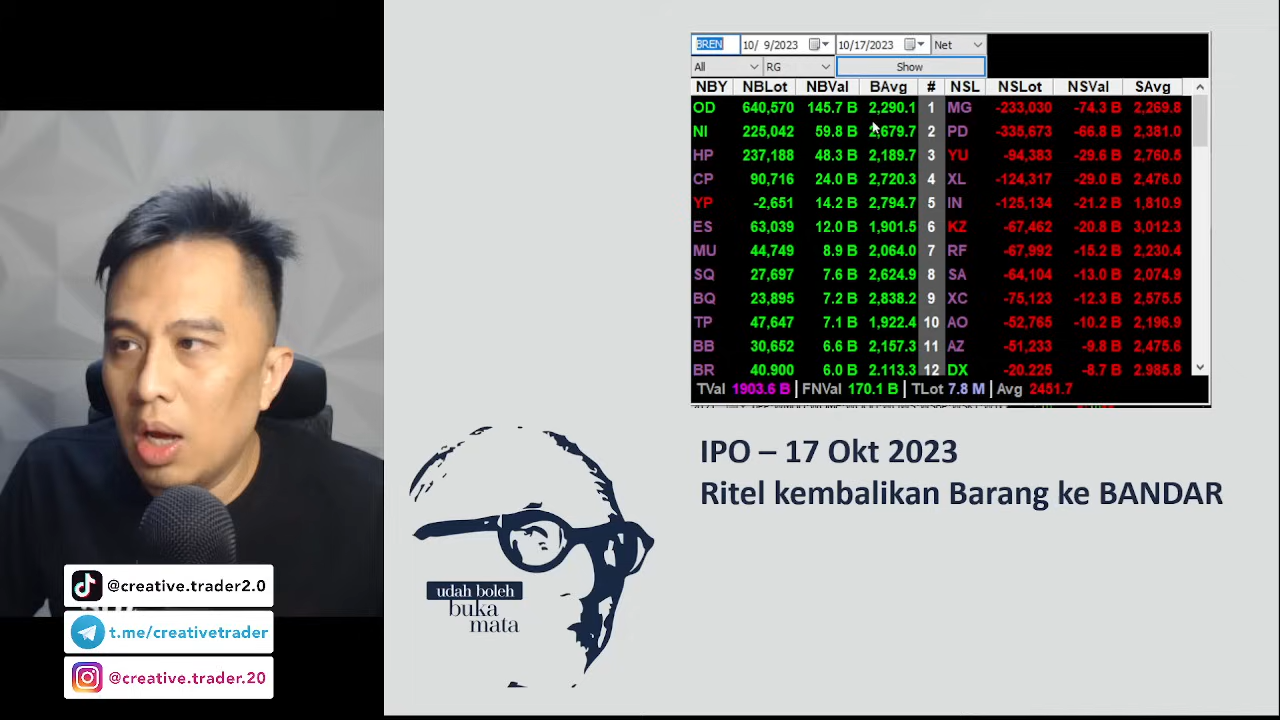 BREN 10/ 9/2023 10/17/2023 Net
All RG Show
NBY NBLot NBVal BAvg # NSL NSLot NSVal SAvg
OD 640,570 145.7 B 2,290.1 1 MG -233,030 -74.3 B 2,269.8
NI 225,042 59.8 B 2,679.7 2 PD -335,673 -66.8 B 2,381.0
HP 237,188 48.3 B 2,189.7 3 YU -94,383 -29.6 B 2,760.5
CP 90,716 24.0 B 2,720.3 4 XL -124,317 -29.0 B 2,476.0
YP -2,651 14.2 B 2,794.7 5 IN -125,134 -21.2 B 1,810.9
ES 63,039 12.0 B 1,901.5 6 KZ -67,462 -20.8 B 3,012.3
MU 44,749 8.9 B 2,064.0 7 RF -67,992 -15.2 B 2,230.4
SQ 27,697 7.6 B 2,624.9 8 SA -64,104 -13.0 B 2,074.9
BQ 23,895 7.2 B 2,838.2 9 XC -75,123 -12.3 B 2,575.5
TP 47,647 7.1 B 1,922.4 10 AO -52,765 -10.2 B 2,196.9
BB 30,652 6.6 B 2,157.3 11 AZ -51,233 -9.8 B 2,475.6
BR 40.900 6.0 B 2.113.3 12 DX -20.225 -8.7 B 2.985.8
TVal 1903.6 B | FNVal 170.1 B | TLot 7.8 M | Avg 2451.7
IPO – 17 Okt 2023
Ritel kembalikan Barang ke BANDAR
udah boleh
buka
mata
@creative.trader2.0
t.me/creativetrader
@creative.trader.20